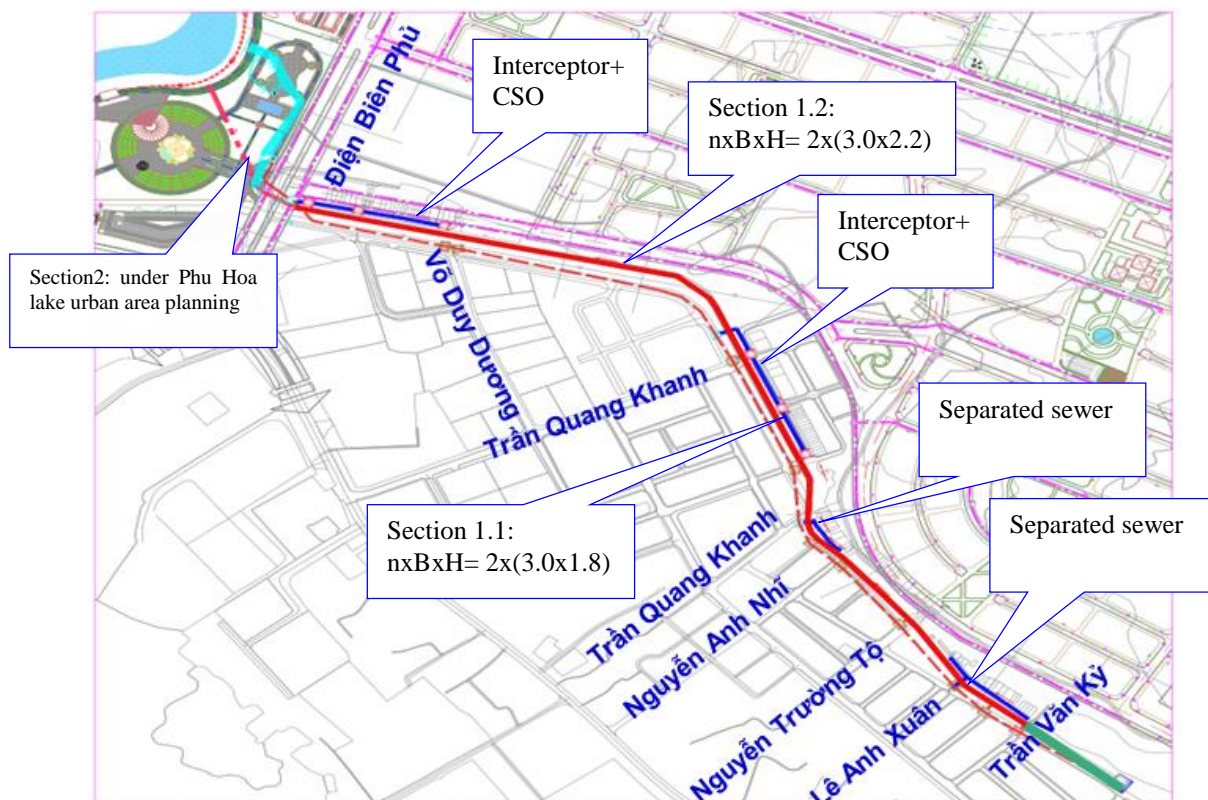 Interceptor+
CSO
Section 1.2:
nxBxH= 2x(3.0x2.2)
Điện Biên Phủ
Interceptor+
CSO
Section2: under Phu Hoa
lake urban area planning
Võ Duy Dương
Trần Quang Khanh
Separated sewer
Section 1.1:
nxBxH= 2x(3.0x1.8)
Separated sewer
Trần Quang Khanh
Nguyễn Anh Nhĩ
Nguyễn Trường Tộ
Lê Anh Xuân
Trần Văn Kỷ